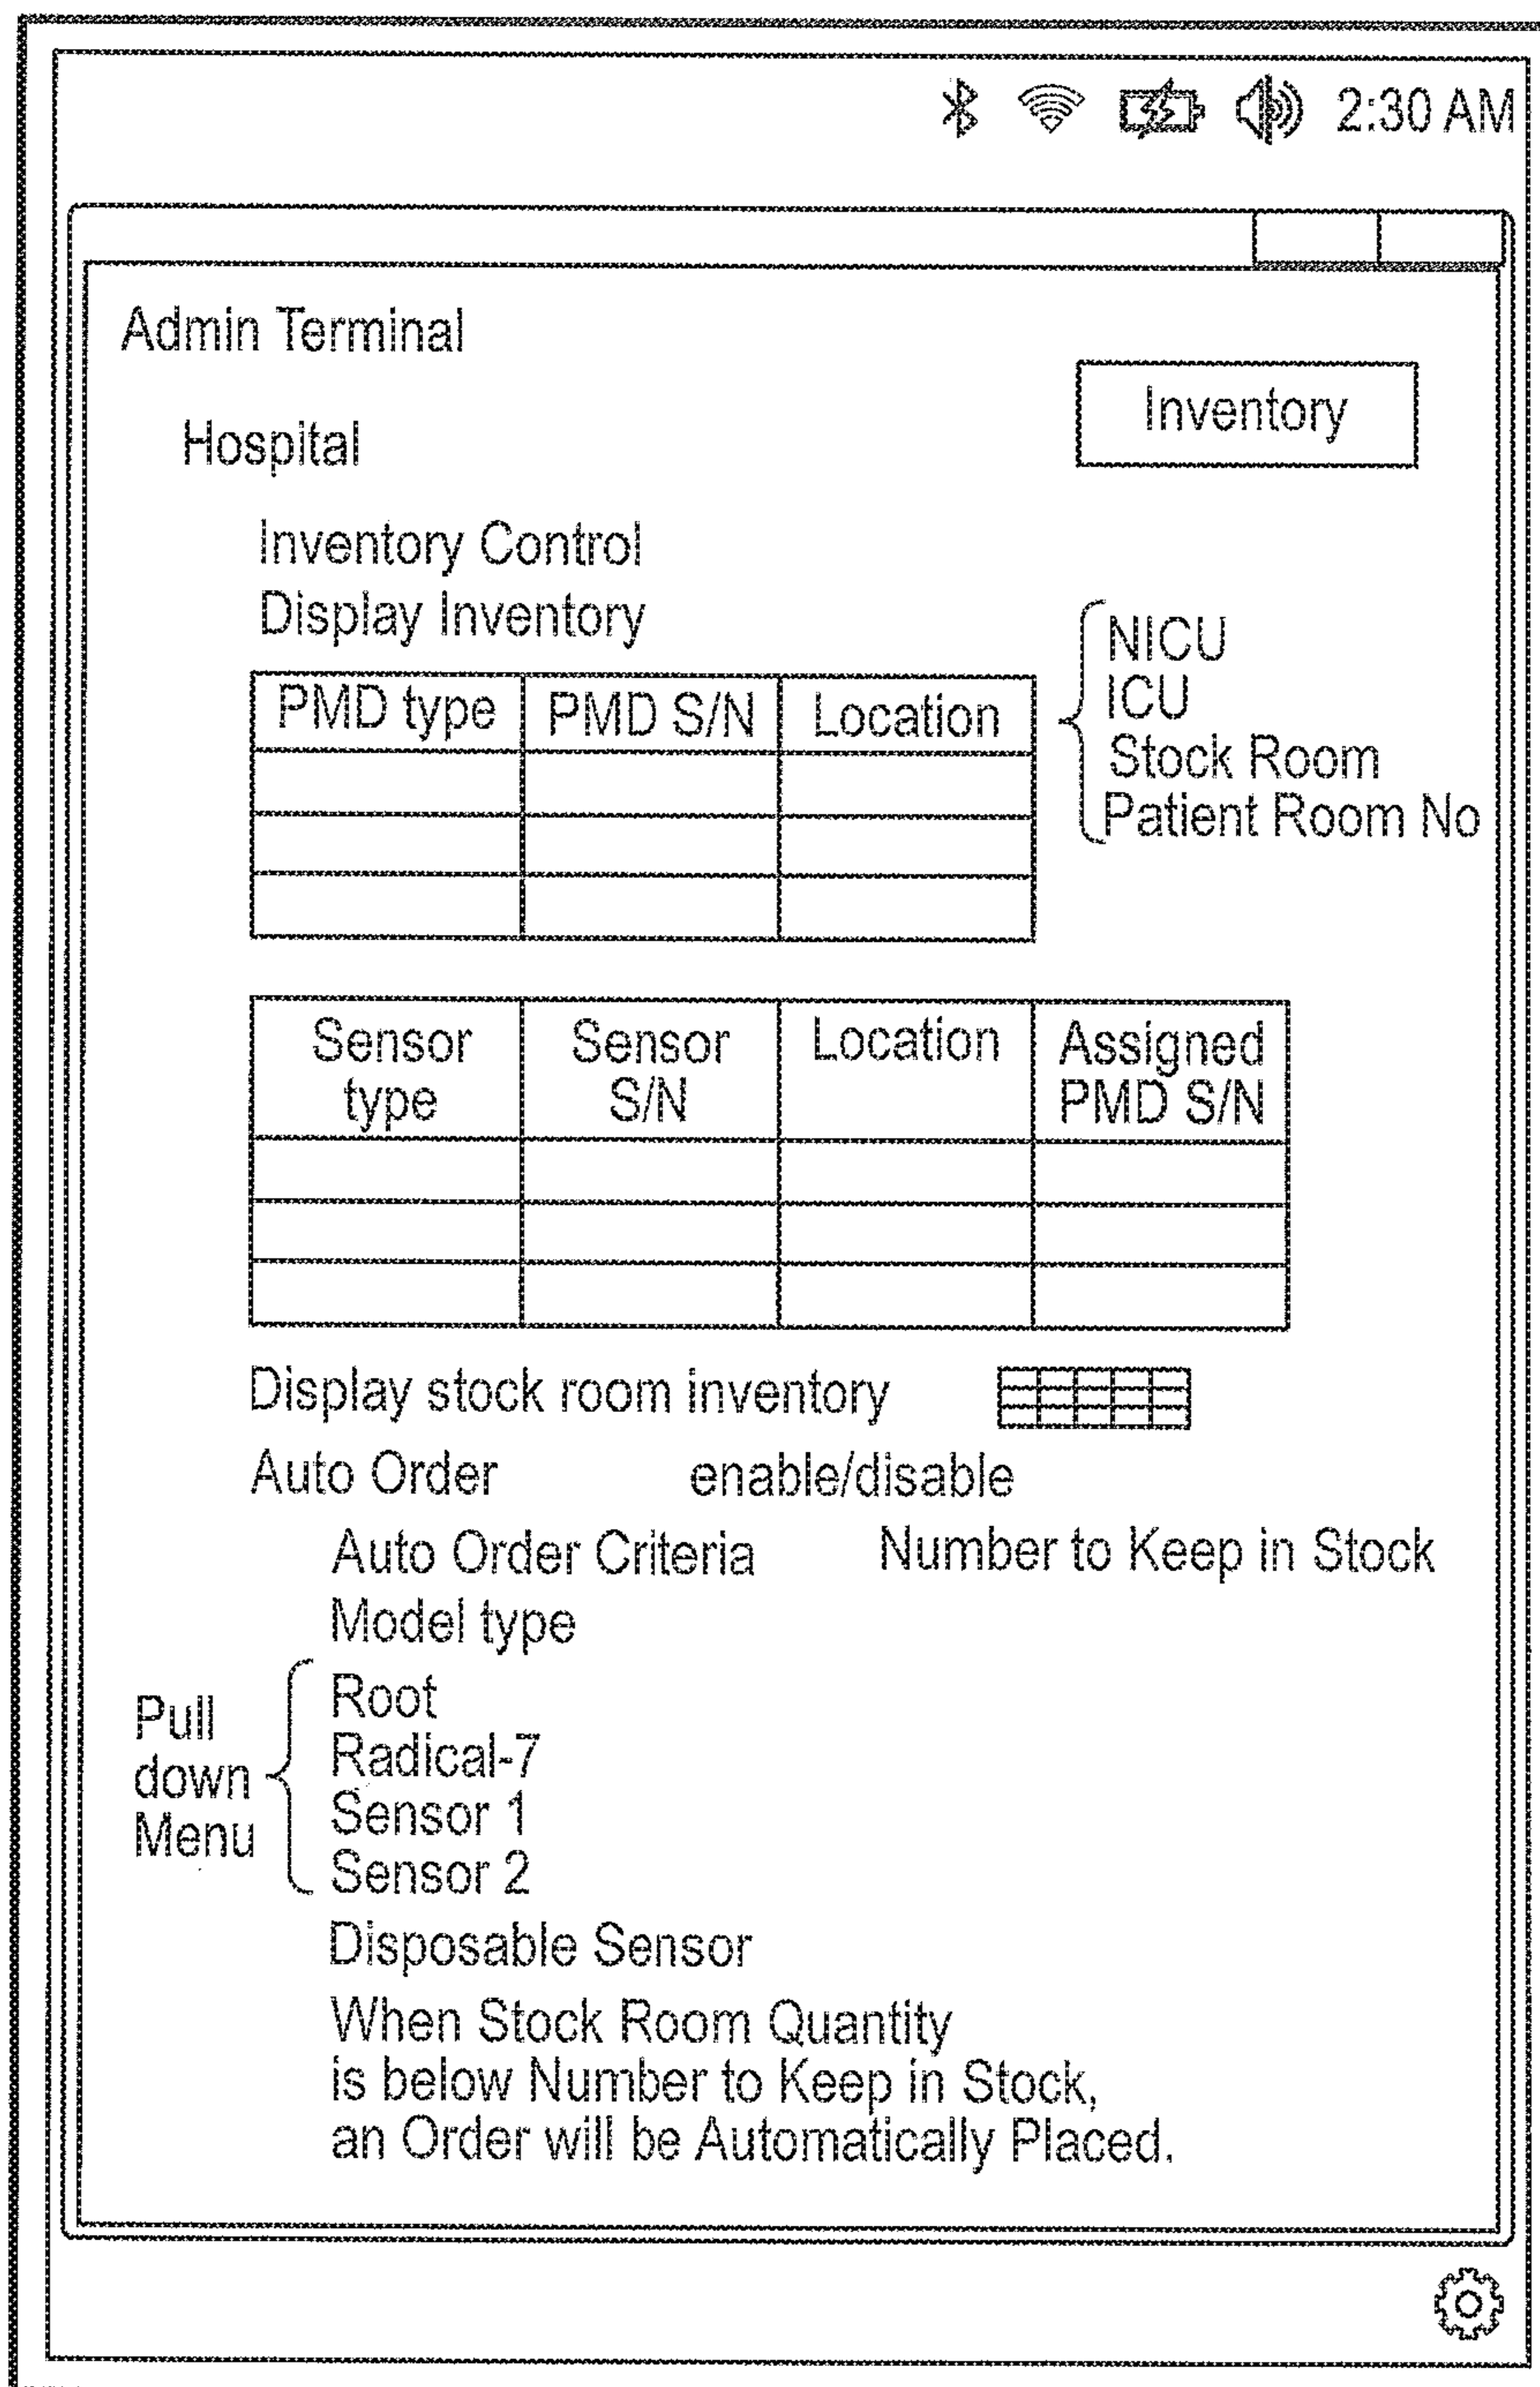 2:30 AM
Admin Terminal
Inventory
Hospital
Inventory Control
Display Inventory
PMD type PMD S/N Location
NICU
ICU
Stock Room
Patient Room No
Sensor type Sensor S/N Location Assigned PMD S/N
Display stock room inventory
Auto Order enable/disable
Auto Order Criteria Number to Keep in Stock
Model type
Pull down Menu
Root
Radical-7
Sensor 1
Sensor 2
Disposable Sensor
When Stock Room Quantity
is below Number to Keep in Stock,
an Order will be Automatically Placed.